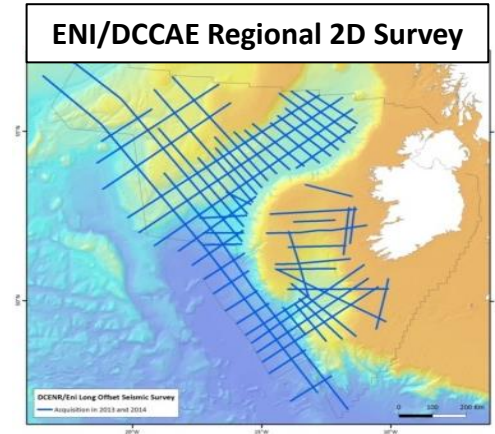 ENI/DCCAE Regional 2D Survey
DCENR/Eni Long Offset Seismic Survey
Acquisition in 2013 and 2014
0 100 200 Km